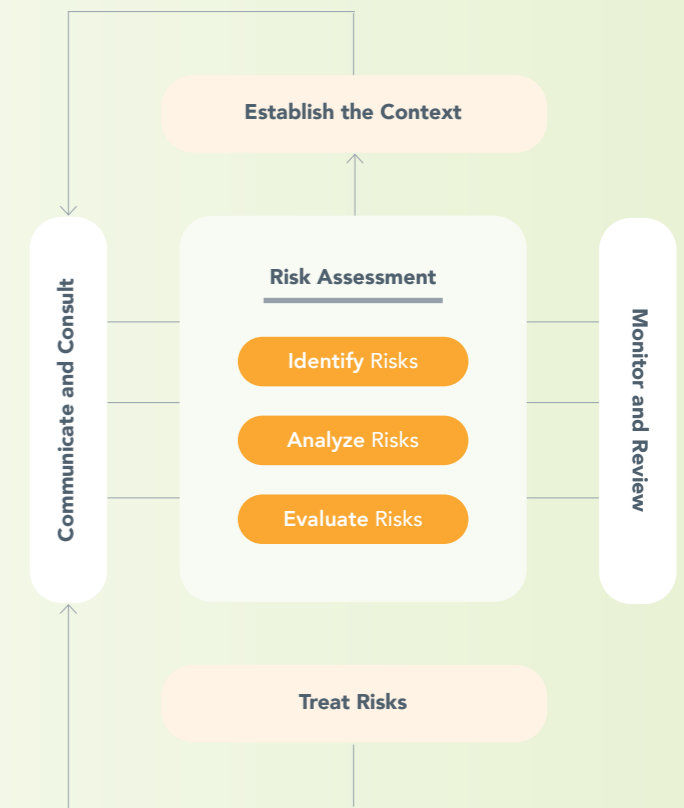 Establish the Context
Communicate and Consult
Risk Assessment
Identify Risks
Analyze Risks
Evaluate Risks
Monitor and Review
Treat Risks